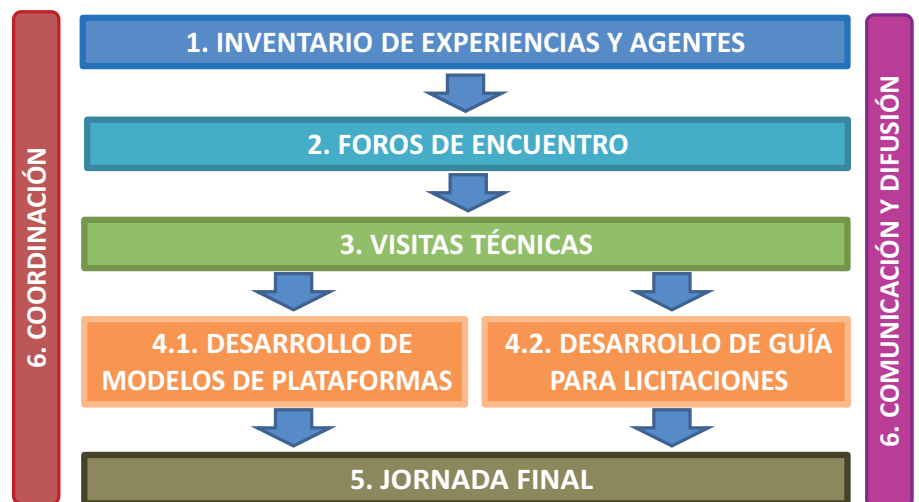 1. INVENTARIO DE EXPERIENCIAS Y AGENTES
2. FOROS DE ENCUENTRO
3. VISITAS TÉCNICAS
4.1. DESARROLLO DE
MODELOS DE PLATAFORMAS
4.2. DESARROLLO DE GUÍA
PARA LICITACIONES
5. JORNADA FINAL
6. COORDINACIÓN
6. COMUNICACIÓN Y DIFUSIÓN